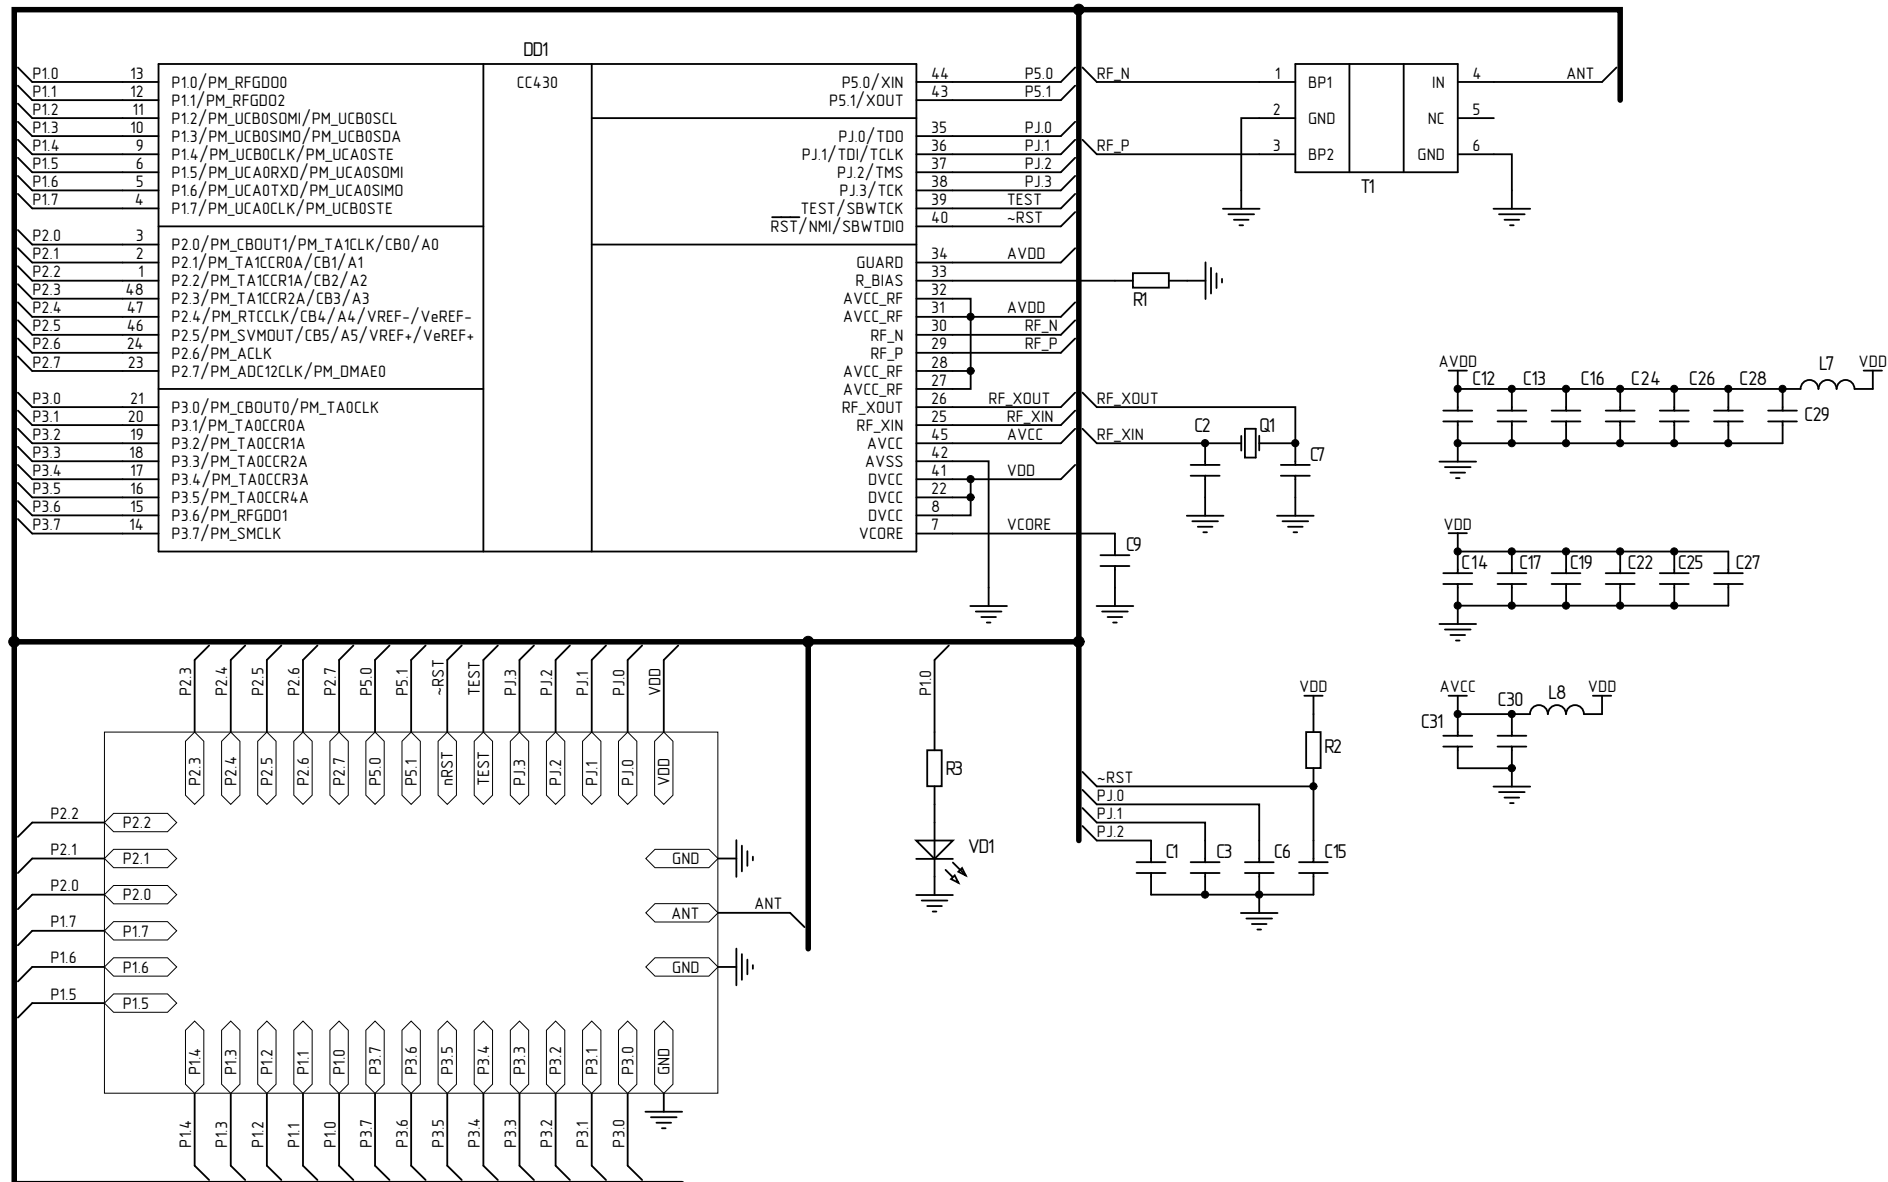 DD1
CC430
P1.0 13 P1.0/PM_RFGDO0
P1.1 12 P1.1/PM_RFGDO2
P1.2 11 P1.2/PM_UCB0SOMI/PM_UCB0SCL
P1.3 10 P1.3/PM_UCB0SIMO/PM_UCB0SDA
P1.4 9 P1.4/PM_UCB0CLK/PM_UCA0STE
P1.5 6 P1.5/PM_UCA0RXD/PM_UCA0SOMI
P1.6 5 P1.6/PM_UCA0TXD/PM_UCA0SIMO
P1.7 4 P1.7/PM_UCA0CLK/PM_UCB0STE
P2.0 3 P2.0/PM_CBOUT1/PM_TA1CLK/CB0/A0
P2.1 2 P2.1/PM_TA1CCR0A/CB1/A1
P2.2 1 P2.2/PM_TA1CCR1A/CB2/A2
P2.3 48 P2.3/PM_TA1CCR2A/CB3/A3
P2.4 47 P2.4/PM_RTCCLK/CB4/A4/VREF-/VeREF-
P2.5 46 P2.5/PM_SVMOUT/CB5/A5/VREF+/VeREF+
P2.6 24 P2.6/PM_ACLK
P2.7 23 P2.7/PM_ADC12CLK/PM_DMAE0
P3.0 21 P3.0/PM_CBOUT0/PM_TA0CLK
P3.1 20 P3.1/PM_TA0CCR0A
P3.2 19 P3.2/PM_TA0CCR1A
P3.3 18 P3.3/PM_TA0CCR2A
P3.4 17 P3.4/PM_TA0CCR3A
P3.5 16 P3.5/PM_TA0CCR4A
P3.6 15 P3.6/PM_RFGDO1
P3.7 14 P3.7/PM_SMCLK
P5.0/XIN 44 P5.0
P5.1/XOUT 43 P5.1
PJ.0/TDO 35 PJ.0
PJ.1/TDI/TCLK 36 PJ.1
PJ.2/TMS 37 PJ.2
PJ.3/TCK 38 PJ.3
TEST/SBWTCK 39 TEST
RST/NMI/SBWTDIO 40 ~RST
GUARD 34 AVDD
R_BIAS 33
AVCC_RF 32
AVCC_RF 31 AVDD
RF_N 30 RF_N
RF_P 29 RF_P
AVCC_RF 28
AVCC_RF 27
RF_XOUT 26 RF_XOUT
RF_XIN 25 RF_XIN
AVCC 45 AVCC
AVSS 42
DVCC 41 VDD
DVCC 22
DVCC 8
VCORE 7 VCORE
C9
R1
RF_N 1 BP1 IN 4 ANT
2 GND NC 5
RF_P 3 BP2 GND 6
T1
RF_XOUT
RF_XIN C2 Q1
C7
AVDD L7 VDD
C12 C13 C16 C24 C26 C28
C29
VDD
C14 C17 C19 C22 C25 C27
AVCC C30 L8 VDD
C31
P2.3 P2.4 P2.5 P2.6 P2.7 P5.0 P5.1 ~RST TEST PJ.3 PJ.2 PJ.1 PJ.0 VDD
P2.3 P2.4 P2.5 P2.6 P2.7 P5.0 P5.1 nRST TEST PJ.3 PJ.2 PJ.1 PJ.0 VDD
P2.2 P2.2
P2.1 P2.1
P2.0 P2.0
P1.7 P1.7
P1.6 P1.6
P1.5 P1.5
GND
ANT ANT
GND
P1.4 P1.3 P1.2 P1.1 P1.0 P3.7 P3.6 P3.5 P3.4 P3.3 P3.2 P3.1 P3.0 GND
P1.4 P1.3 P1.2 P1.1 P1.0 P3.7 P3.6 P3.5 P3.4 P3.3 P3.2 P3.1 P3.0
P1.0
R3
VD1
VDD
R2
~RST
PJ.0
PJ.1
PJ.2
C1 C3 C6 C15